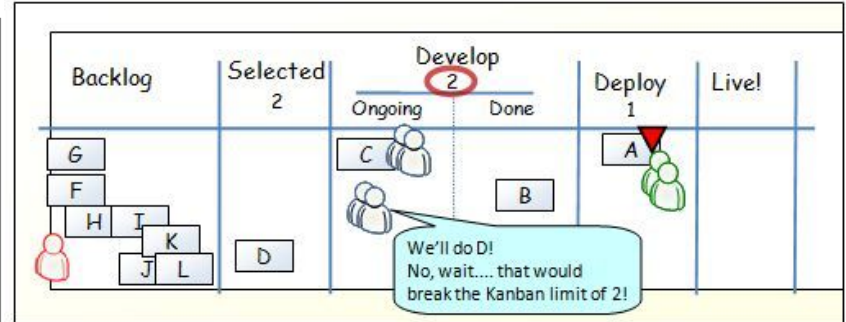 Backlog
Selected
2
Develop
2
Ongoing
Done
Deploy
1
Live!
G
F
H I
K
J L
D
C
B
A
We'll do D!
No, wait.... that would
break the Kanban limit of 2!